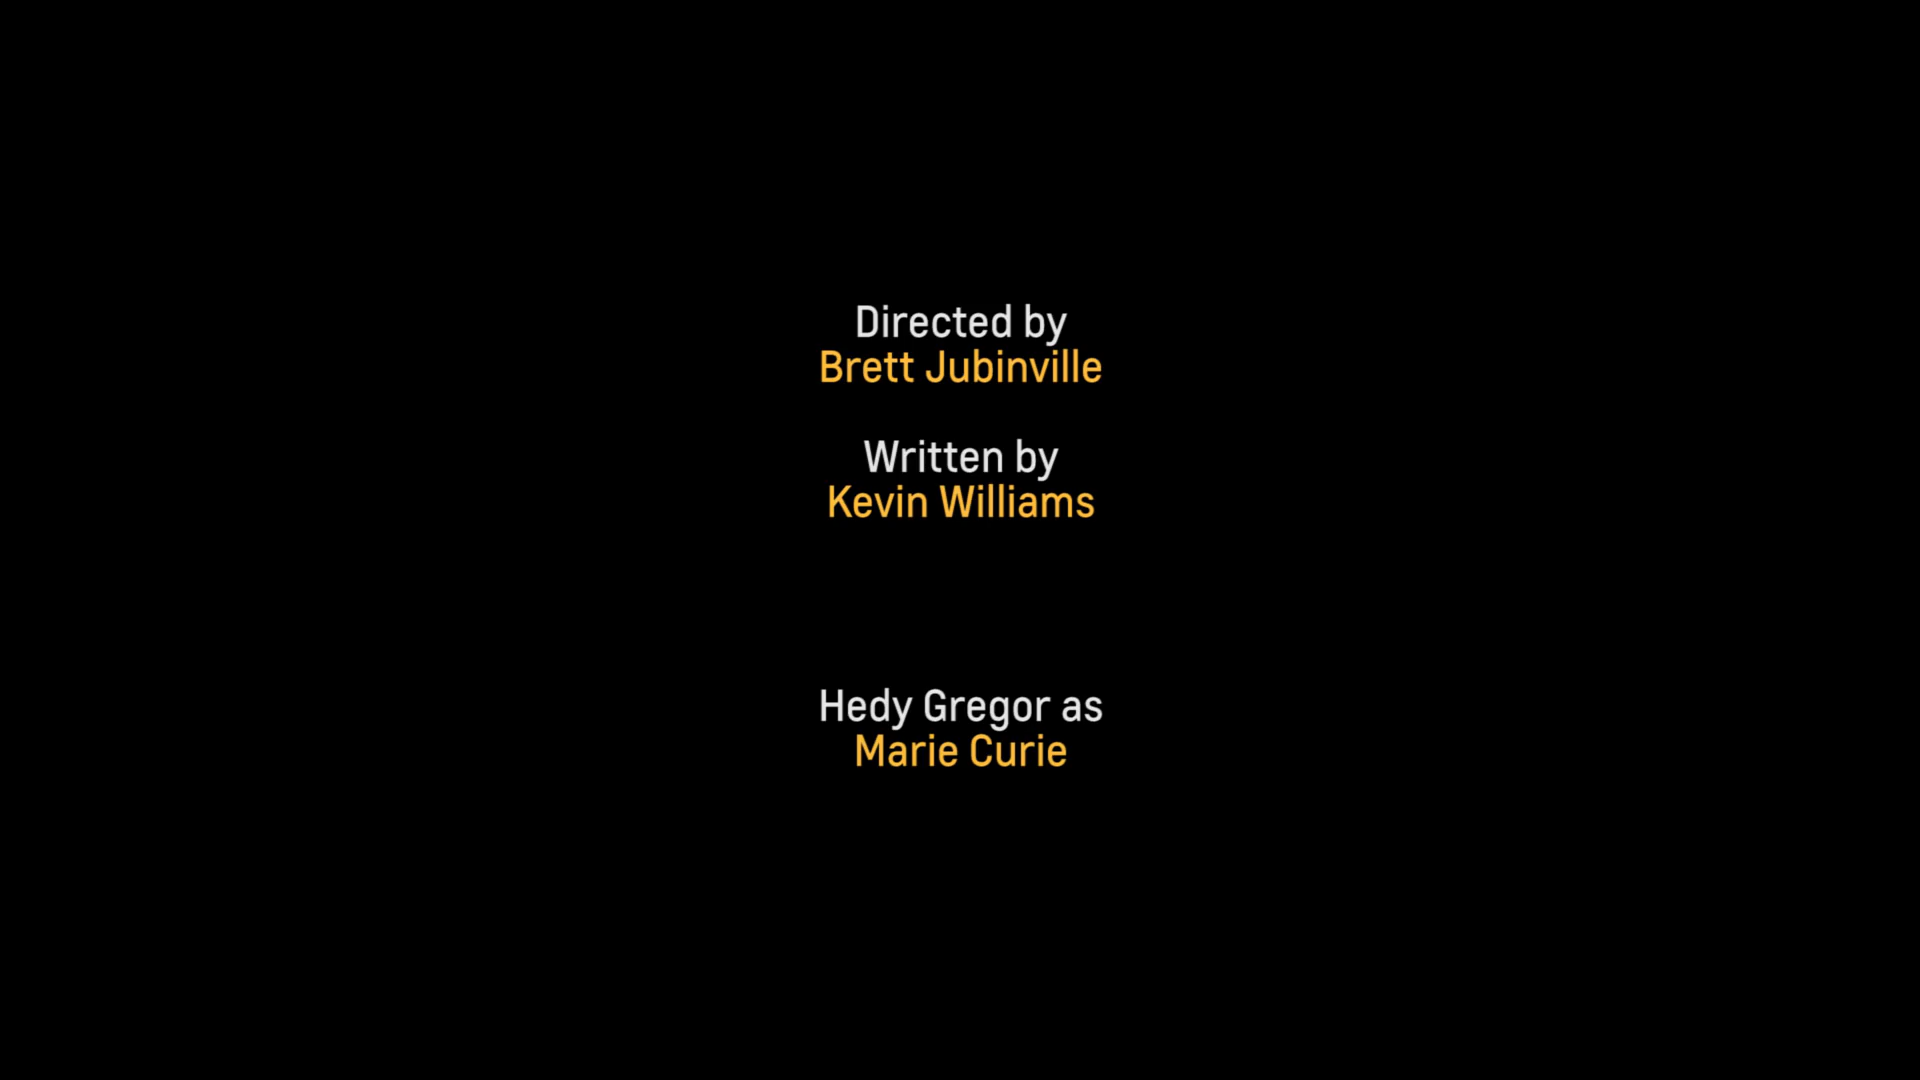 Directed by
Brett Jubinville
Written by
Kevin Williams
Hedy Gregor as
Marie Curie